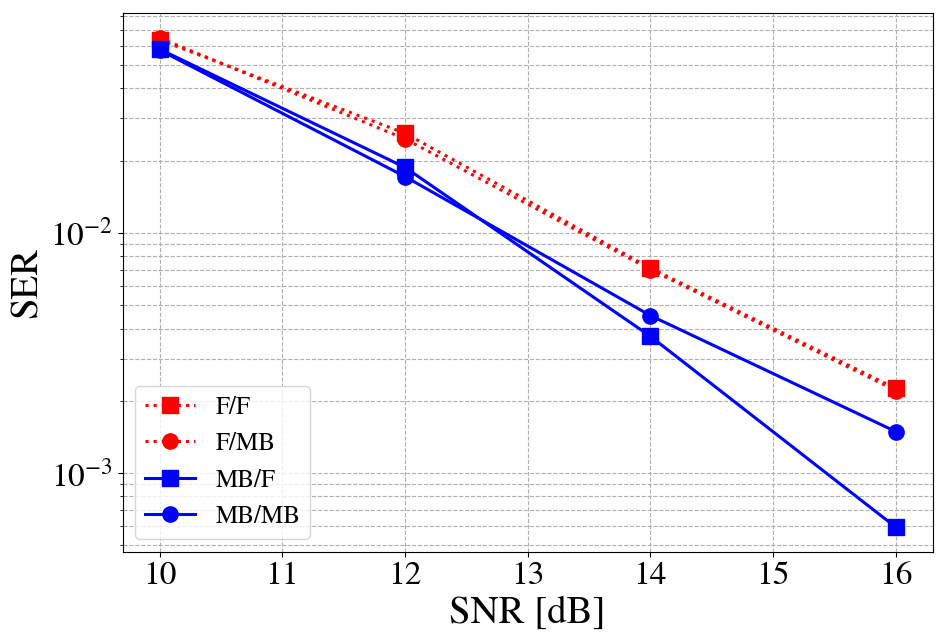 SER
10⁻²
10⁻³
F/F
F/MB
MB/F
MB/MB
10 11 12 13 14 15 16
SNR [dB]